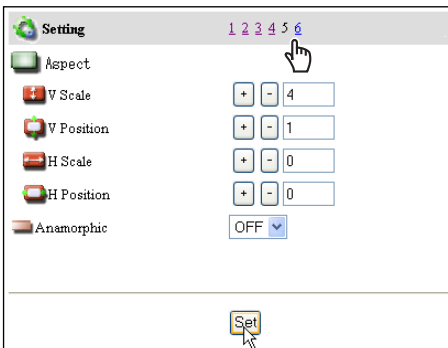 Setting 1 2 3 4 5 6
Aspect
V Scale + - 4
V Position + - 1
H Scale + - 0
H Position + - 0
Anamorphic OFF
Set